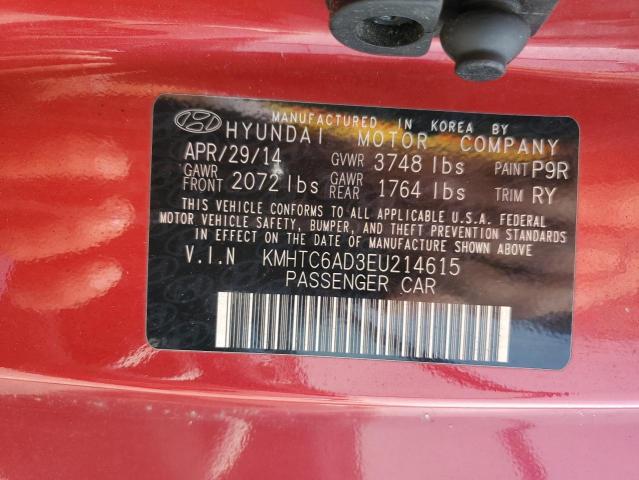 MANUFACTURED IN KOREA BY
HYUNDAI MOTOR COMPANY
APR/29/14 GVWR 3748 lbs PAINT P9R
GAWR FRONT 2072 lbs GAWR REAR 1764 lbs TRIM RY
THIS VEHICLE CONFORMS TO ALL APPLICABLE U.S.A. FEDERAL
MOTOR VEHICLE SAFETY, BUMPER, AND THEFT PREVENTION STANDARDS
IN EFFECT ON THE DATE OF MANUFACTURE SHOWN ABOVE
V.I.N KMHTC6AD3EU214615
PASSENGER CAR